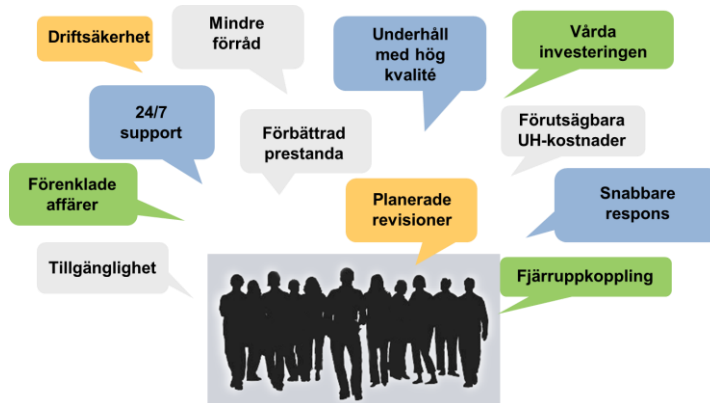 Driftsäkerhet
Mindre
förråd
Underhåll
med hög
kvalité
Vårda
investeringen
24/7
support
Förbättrad
prestanda
Förutsägbara
UH-kostnader
Förenklade
affärer
Planerade
revisioner
Snabbare
respons
Tillgänglighet
Fjärruppkoppling